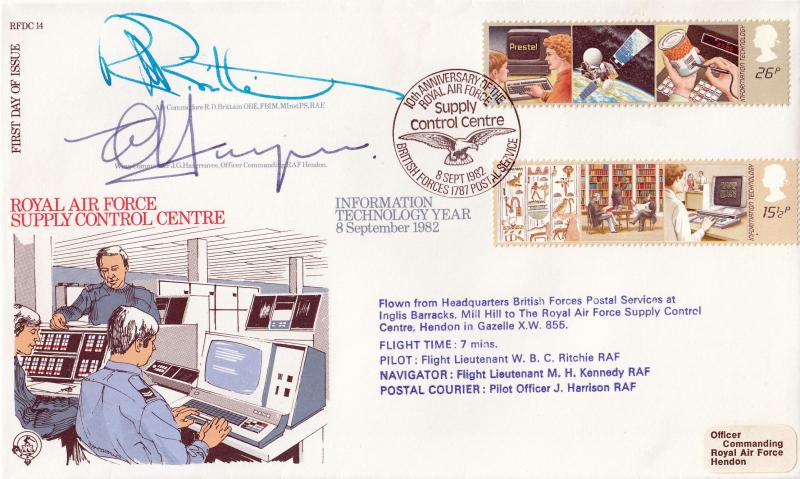 RFDC 14
FIRST DAY OF ISSUE
Air Commodore R.D. Brittain OBE, FBIM, MInstPS, RAF.
Wing Commander J.G. Hargreaves, Officer Commanding RAF Hendon.
10th ANNIVERSARY OF THE
ROYAL AIR FORCE
Supply
Control Centre
8 SEPT 1982
BRITISH FORCES 1787 POSTAL SERVICE
Prestel
INFORMATION TECHNOLOGY
26P
INFORMATION TECHNOLOGY
15½P
ROYAL AIR FORCE
SUPPLY CONTROL CENTRE
INFORMATION
TECHNOLOGY YEAR
8 September 1982
Flown from Headquarters British Forces Postal Services at
Inglis Barracks, Mill Hill to The Royal Air Force Supply Control
Centre, Hendon in Gazelle X.W. 855.
FLIGHT TIME : 7 mins.
PILOT : Flight Lieutenant W. B. C. Ritchie RAF
NAVIGATOR : Flight Lieutenant M. H. Kennedy RAF
POSTAL COURIER : Pilot Officer J. Harrison RAF
Officer
Commanding
Royal Air Force
Hendon